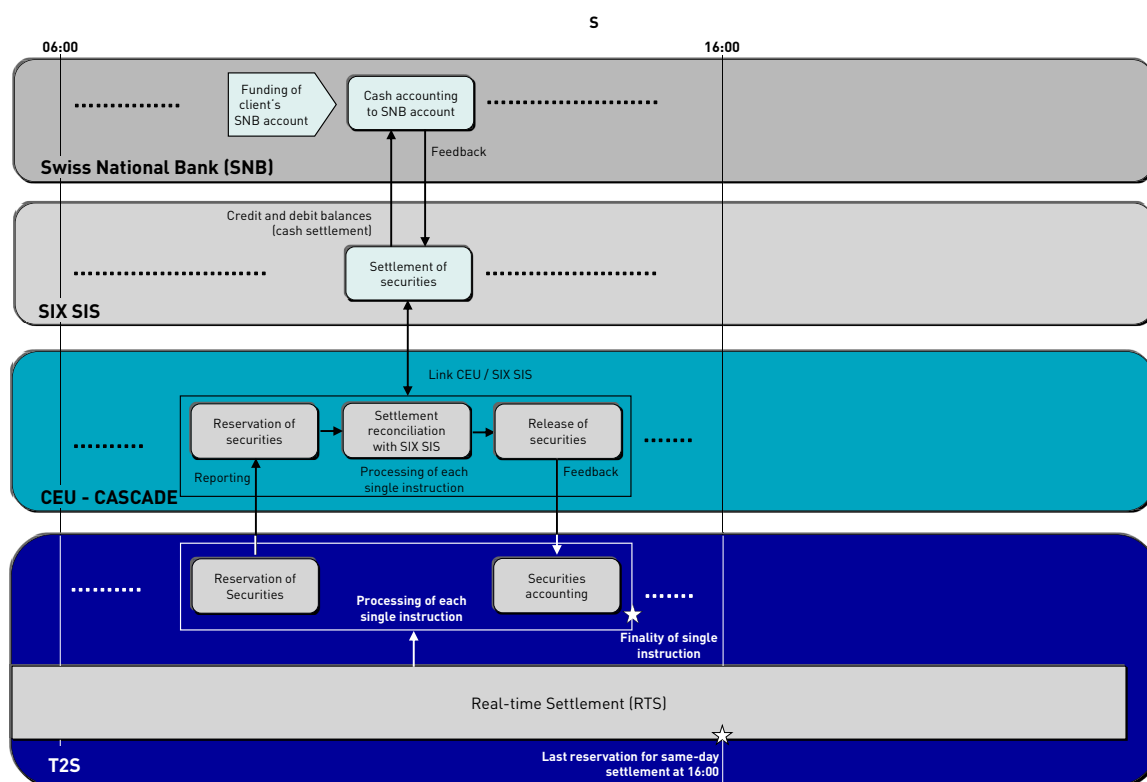 S
06:00
16:00
Funding of
client´s
SNB account
Cash accounting
to SNB account
Feedback
Swiss National Bank (SNB)
Credit and debit balances
(cash settlement)
Settlement of
securities
SIX SIS
Link CEU / SIX SIS
Reservation of
securities
Settlement
reconciliation
with SIX SIS
Release of
securities
Reporting
Processing of each
single instruction
Feedback
CEU - CASCADE
Reservation of
Securities
Securities
accounting
Processing of each
single instruction
Finality of single
instruction
Real-time Settlement (RTS)
Last reservation for same-day
settlement at 16:00
T2S